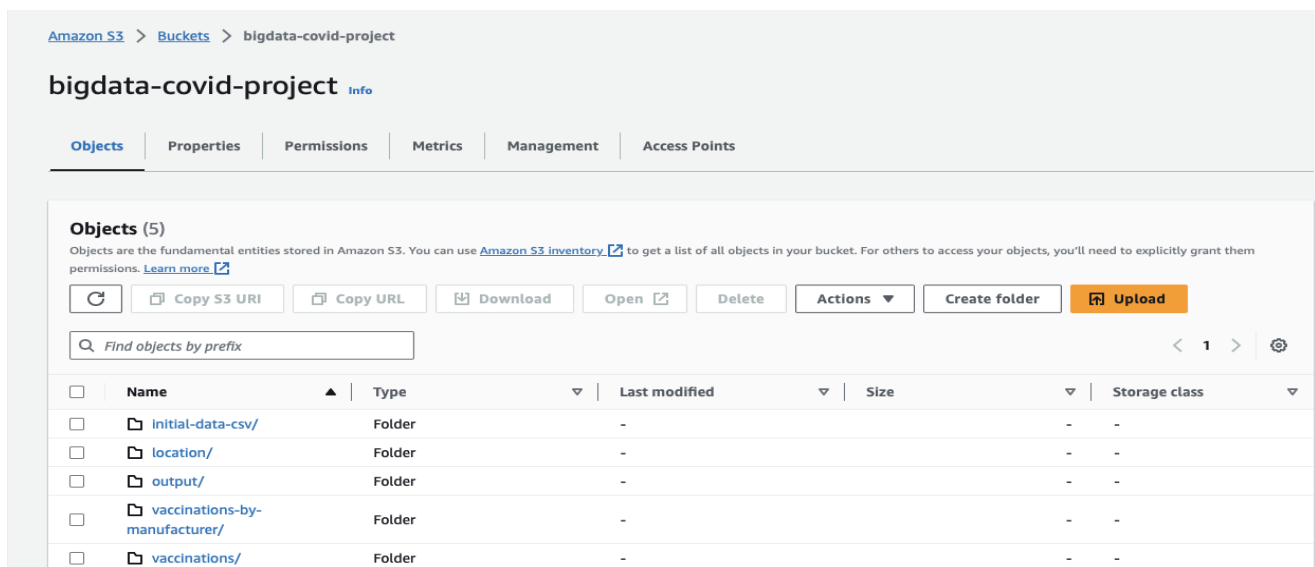 Amazon S3 > Buckets > bigdata-covid-project
bigdata-covid-project Info
Objects Properties Permissions Metrics Management Access Points
Objects (5)
Objects are the fundamental entities stored in Amazon S3. You can use Amazon S3 inventory to get a list of all objects in your bucket. For others to access your objects, you’ll need to explicitly grant them
permissions. Learn more
Copy S3 URI Copy URL Download Open Delete Actions Create folder Upload
Find objects by prefix
< 1 >
Name Type Last modified Size Storage class
initial-data-csv/ Folder - - -
location/ Folder - - -
output/ Folder - - -
vaccinations-by-
manufacturer/ Folder - - -
vaccinations/ Folder - - -